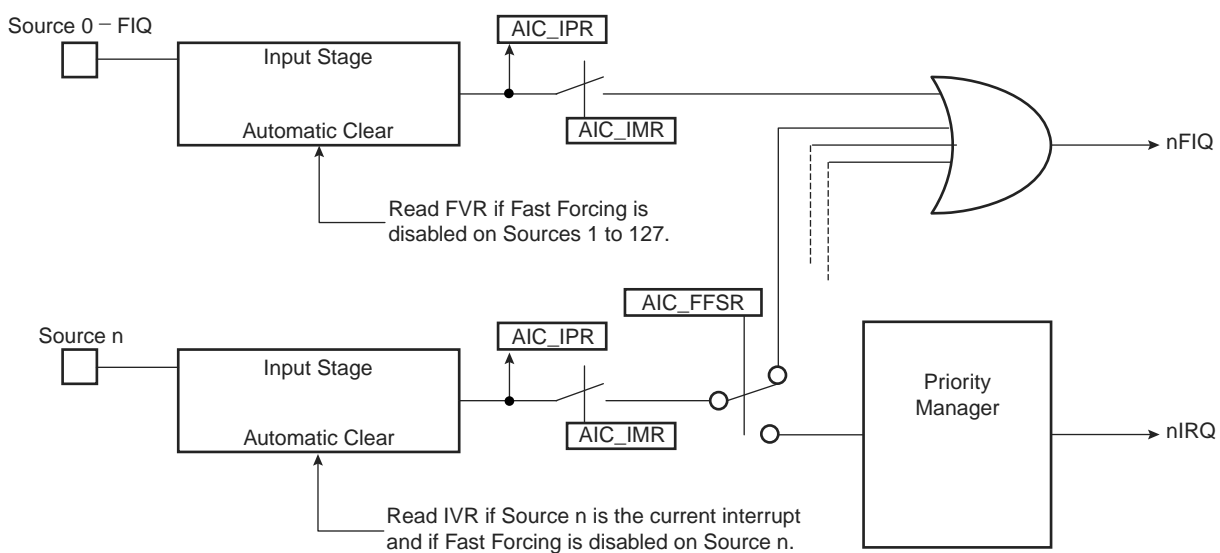 Source 0 – FIQ
AIC_IPR
Input Stage
Automatic Clear
AIC_IMR
nFIQ
Read FVR if Fast Forcing is
disabled on Sources 1 to 127.
AIC_FFSR
Source n
AIC_IPR
Input Stage
Priority
Manager
Automatic Clear
AIC_IMR
nIRQ
Read IVR if Source n is the current interrupt
and if Fast Forcing is disabled on Source n.